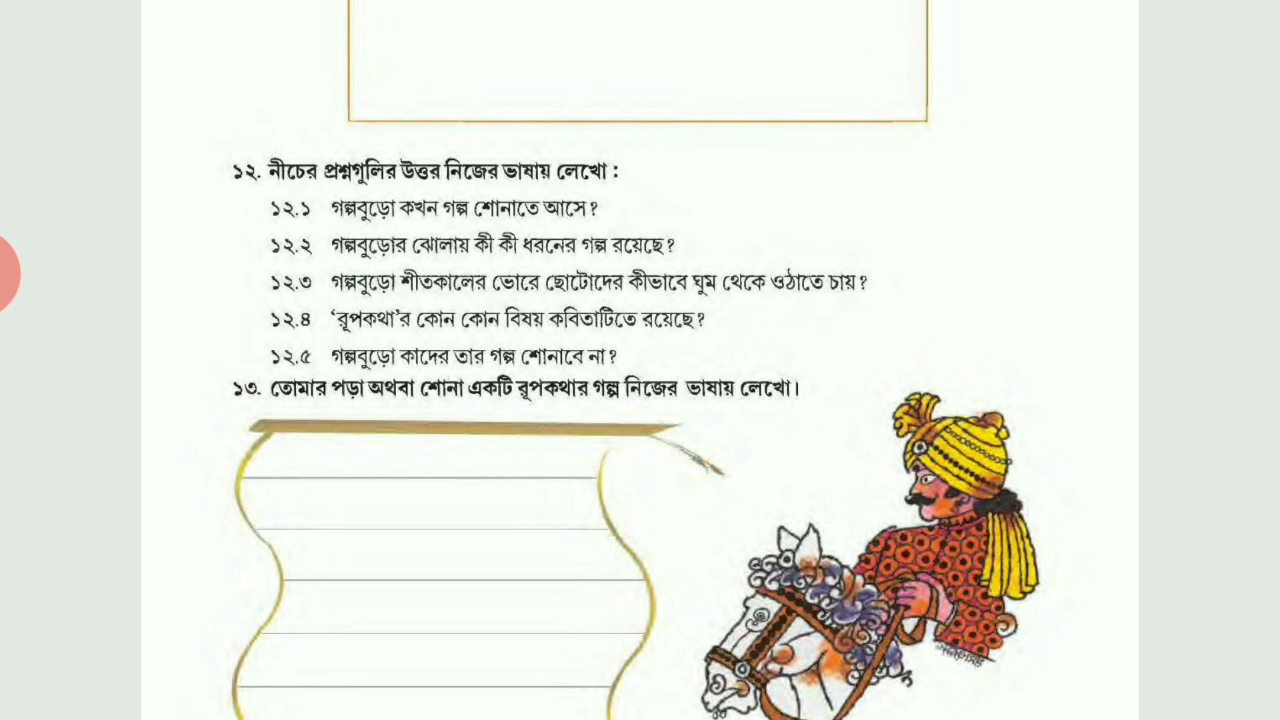 ১২. নীচের প্রশ্নগুলির উত্তর নিজের ভাষায় লেখো :
১২.১ গল্পবুড়ো কখন গল্প শোনাতে আসে?
১২.২ গল্পবুড়োর ঝোলায় কী কী ধরনের গল্প রয়েছে?
১২.৩ গল্পবুড়ো শীতকালের ভোরে ছোটোদের কীভাবে ঘুম থেকে ওঠাতে চায়?
১২.৪ ‘রূপকথা’র কোন কোন বিষয় কবিতাটিতে রয়েছে?
১২.৫ গল্পবুড়ো কাদের তার গল্প শোনাবে না?
১৩. তোমার পড়া অথবা শোনা একটি রূপকথার গল্প নিজের ভাষায় লেখো।